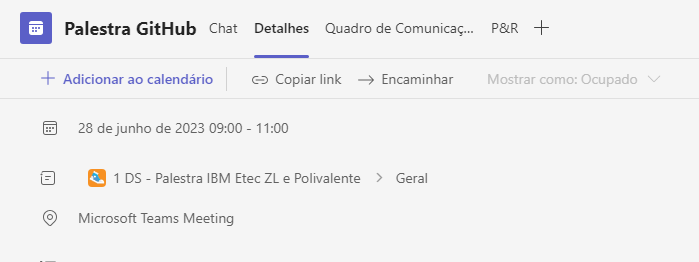 Palestra GitHub Chat Detalhes Quadro de Comunicaç... P&R
Adicionar ao calendário Copiar link Encaminhar Mostrar como: Ocupado
28 de junho de 2023 09:00 - 11:00
1 DS - Palestra IBM Etec ZL e Polivalente > Geral
Microsoft Teams Meeting